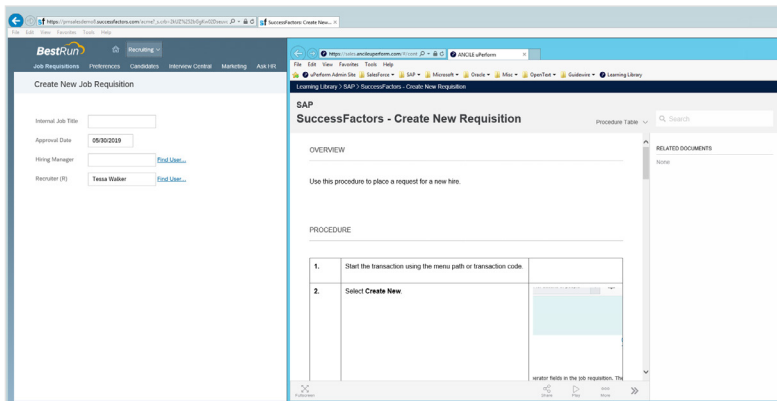 SuccessFactors Create New...
File Edit View Favorites Tools Help
BestRun
Recruiting
Job Requisitions Preferences Candidates Interview Central Marketing Ask HR
Create New Job Requisition
Internal Job Title
Approval Date 05/30/2019
Hiring Manager Find User...
Recruiter (R) Tessa Walker Find User...
ANCILE uPerform
File Edit View Favorites Tools Help
uPerform Admin Site Salesforce SAP Microsoft Oracle Misc OpenText Guidewire Learning Library
Learning Library > SAP > SuccessFactors - Create New Requisition
SAP
SuccessFactors - Create New Requisition
Procedure Table
Search
OVERVIEW
Use this procedure to place a request for a new hire.
PROCEDURE
1. Start the transaction using the menu path or transaction code.
2. Select Create New.
erator fields in the job requisition. The
RELATED DOCUMENTS
None
Fullscreen
Share Play More